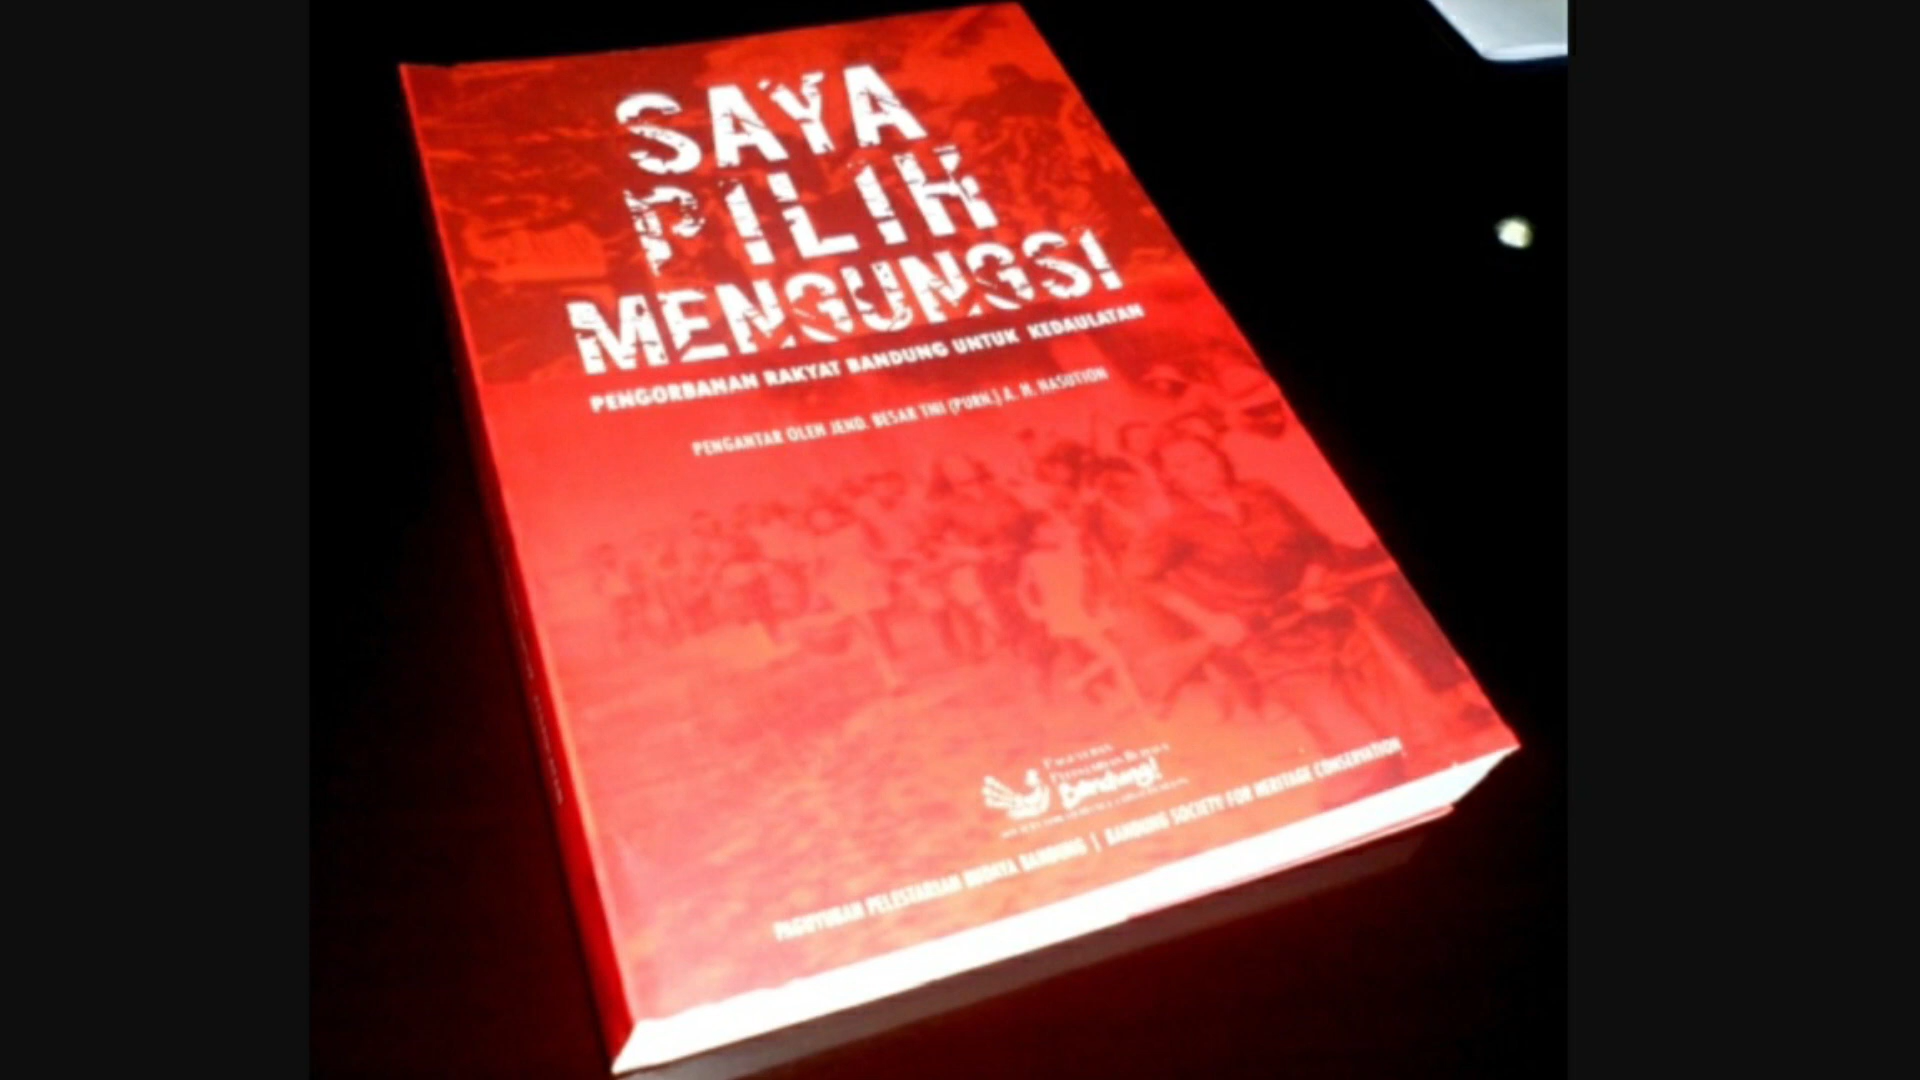 SAYA
PILIH
MENGUNGSI
PENGORBANAN RAKYAT BANDUNG UNTUK KEDAULATAN
PENGANTAR OLEH JEND. BESAR TNI (PURN.) A. H. NASUTION
Bandung!
PAGUYUBAN PELESTARIAN BUDAYA BANDUNG | BANDUNG SOCIETY FOR HERITAGE CONSERVATION